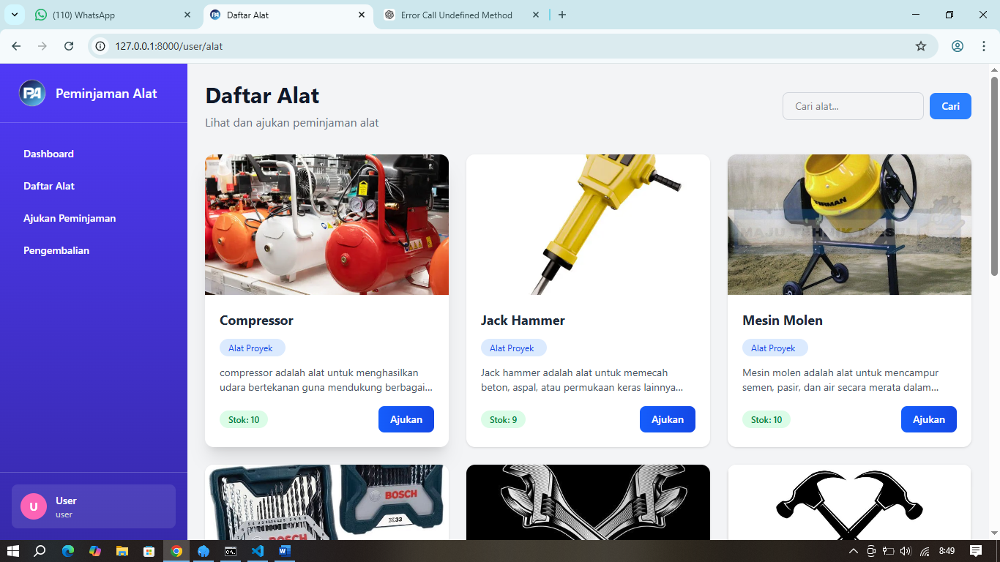 (110) WhatsApp
Daftar Alat
Error Call Undefined Method
127.0.0.1:8000/user/alat
PA
Peminjaman Alat
Dashboard
Daftar Alat
Ajukan Peminjaman
Pengembalian
U
User
user
Daftar Alat
Lihat dan ajukan peminjaman alat
Cari alat...
Cari
FIRMAN
MAJU TEHNIK DIESEL
Compressor
Alat Proyek
compressor adalah alat untuk menghasilkan
udara bertekanan guna mendukung berbagai...
Stok: 10
Ajukan
Jack Hammer
Alat Proyek
Jack hammer adalah alat untuk memecah
beton, aspal, atau permukaan keras lainnya...
Stok: 9
Ajukan
Mesin Molen
Alat Proyek
Mesin molen adalah alat untuk mencampur
semen, pasir, dan air secara merata dalam...
Stok: 10
Ajukan
BOSCH
X33
BOSCH
8:49